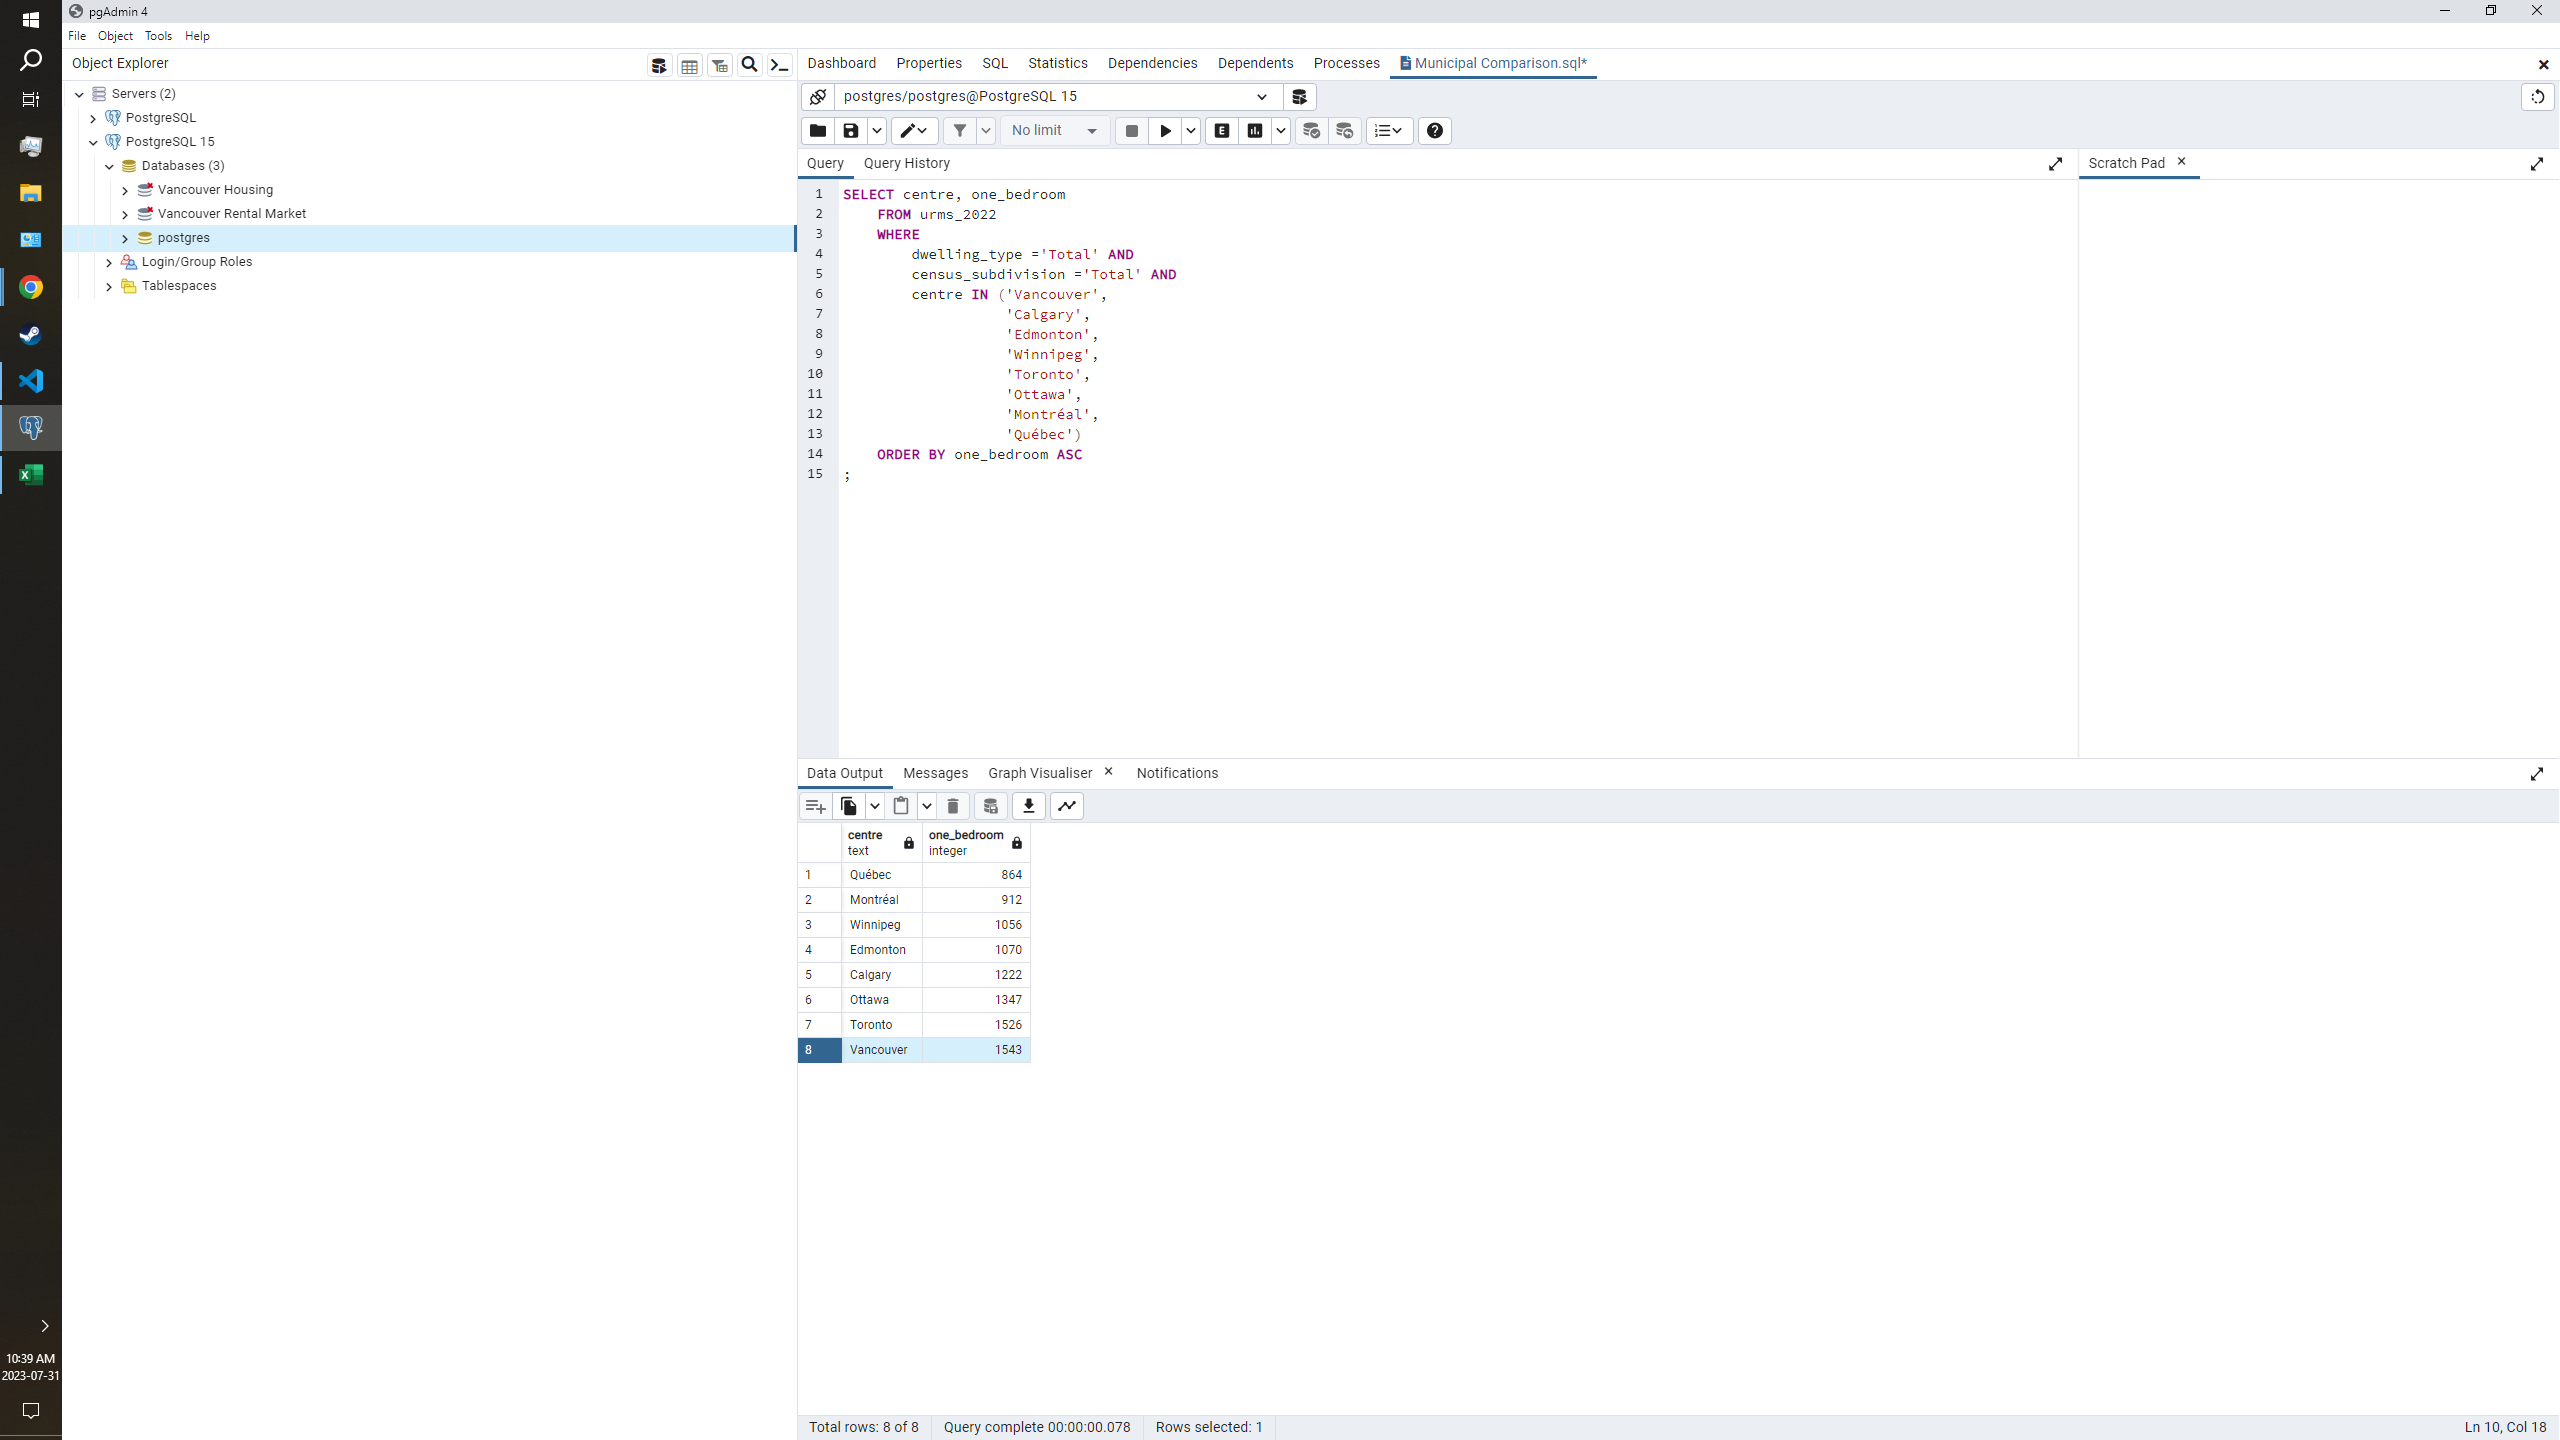 pgAdmin 4
File Object Tools Help
Object Explorer
Servers (2)
PostgreSQL
PostgreSQL 15
Databases (3)
Vancouver Housing
Vancouver Rental Market
postgres
Login/Group Roles
Tablespaces
Dashboard Properties SQL Statistics Dependencies Dependents Processes Municipal Comparison.sql*
postgres/postgres@PostgreSQL 15
No limit
Query Query History
Scratch Pad
1 SELECT centre, one_bedroom
2 FROM urms_2022
3 WHERE
4 dwelling_type ='Total' AND
5 census_subdivision ='Total' AND
6 centre IN ('Vancouver',
7 'Calgary',
8 'Edmonton',
9 'Winnipeg',
10 'Toronto',
11 'Ottawa',
12 'Montréal',
13 'Québec')
14 ORDER BY one_bedroom ASC
15 ;
Data Output Messages Graph Visualiser Notifications
centre one_bedroom
text integer
1 Québec 864
2 Montréal 912
3 Winnipeg 1056
4 Edmonton 1070
5 Calgary 1222
6 Ottawa 1347
7 Toronto 1526
8 Vancouver 1543
Total rows: 8 of 8 Query complete 00:00:00.078 Rows selected: 1 Ln 10, Col 18
10:39 AM
2023-07-31